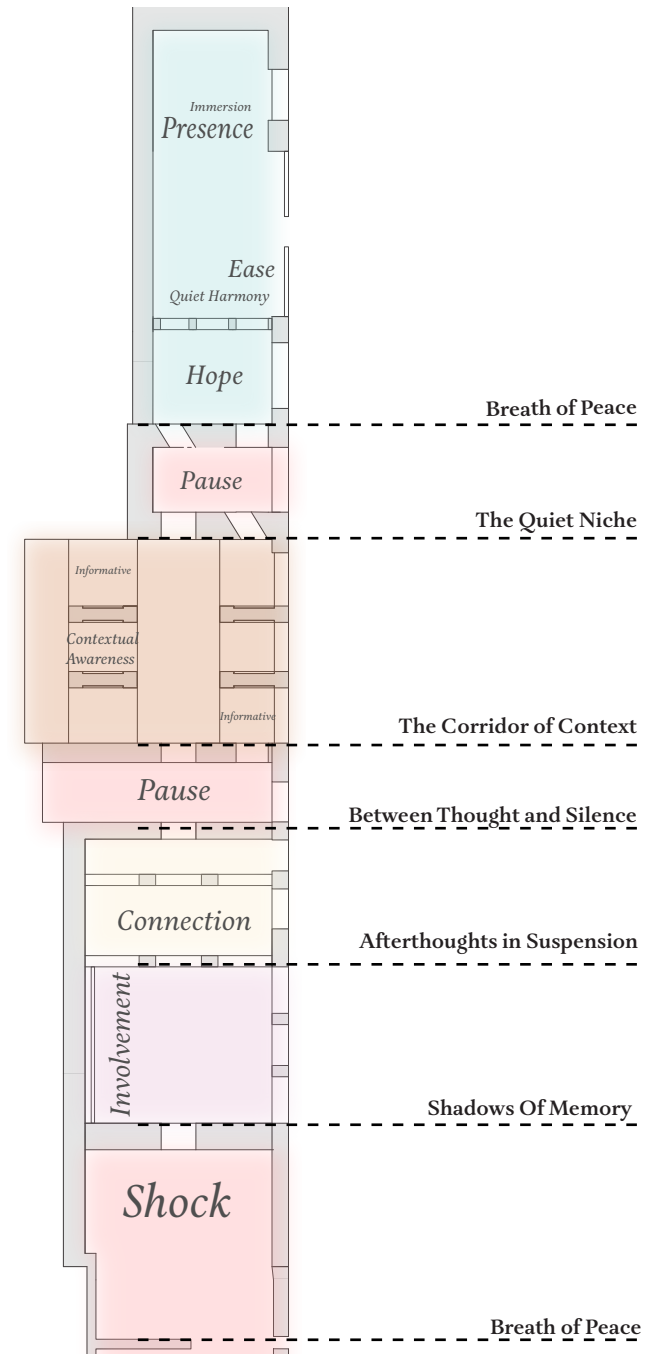 Immersion
Presence
Ease
Quiet Harmony
Hope
Breath of Peace
Pause
The Quiet Niche
Informative
Contextual
Awareness
Informative
The Corridor of Context
Pause
Between Thought and Silence
Connection
Afterthoughts in Suspension
Involvement
Shadows Of Memory
Shock
Breath of Peace